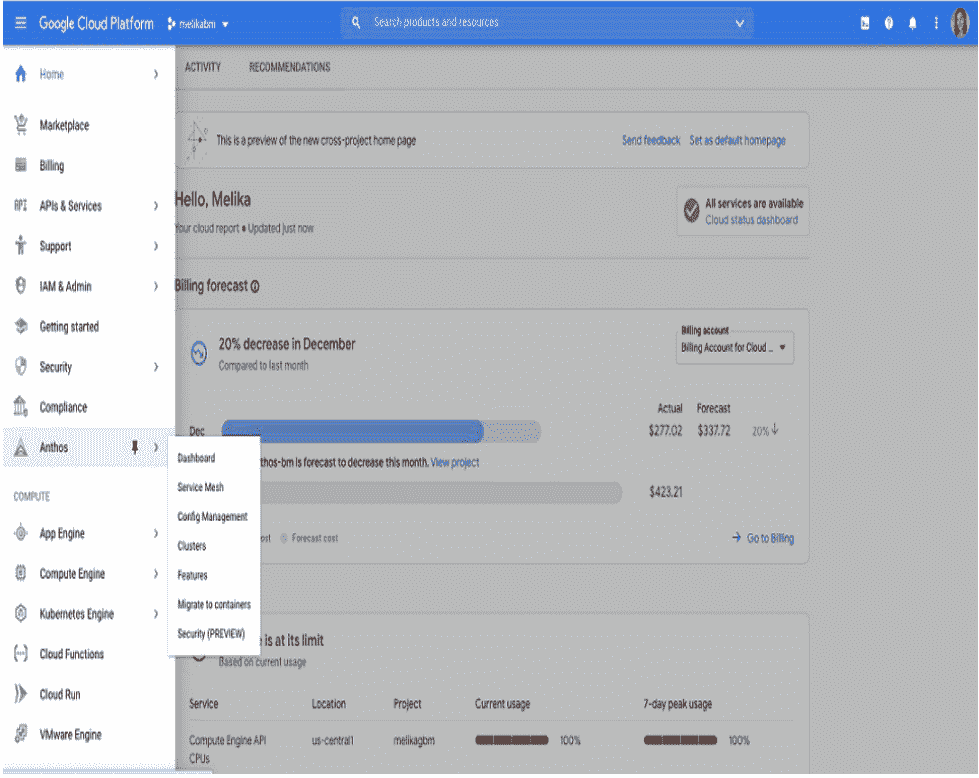 Google Cloud Platform melikabm
Search products and resources
Home
Marketplace
Billing
API APIs & Services
Support
IAM & Admin
Getting started
Security
Compliance
Anthos
COMPUTE
App Engine
Compute Engine
Kubernetes Engine
Cloud Functions
Cloud Run
VMware Engine
Dashboard
Service Mesh
Config Management
Clusters
Features
Migrate to containers
Security (PREVIEW)
ACTIVITY RECOMMENDATIONS
This is a preview of the new cross-project home page Send feedback Set as default homepage
Hello, Melika
Your cloud report • Updated just now
All services are available
Cloud status dashboard
Billing forecast
20% decrease in December
Compared to last month
Billing account
Billing Account for Cloud ...
Actual Forecast
Dec $277.02 $337.72 20%
thos-bm is forecast to decrease this month. View project
$423.21
ost Forecast cost
Go to Billing
e is at its limit
Based on current usage
Service Location Project Current usage 7-day peak usage
Compute Engine API us-central1 melikagbm 100% 100%
CPUs